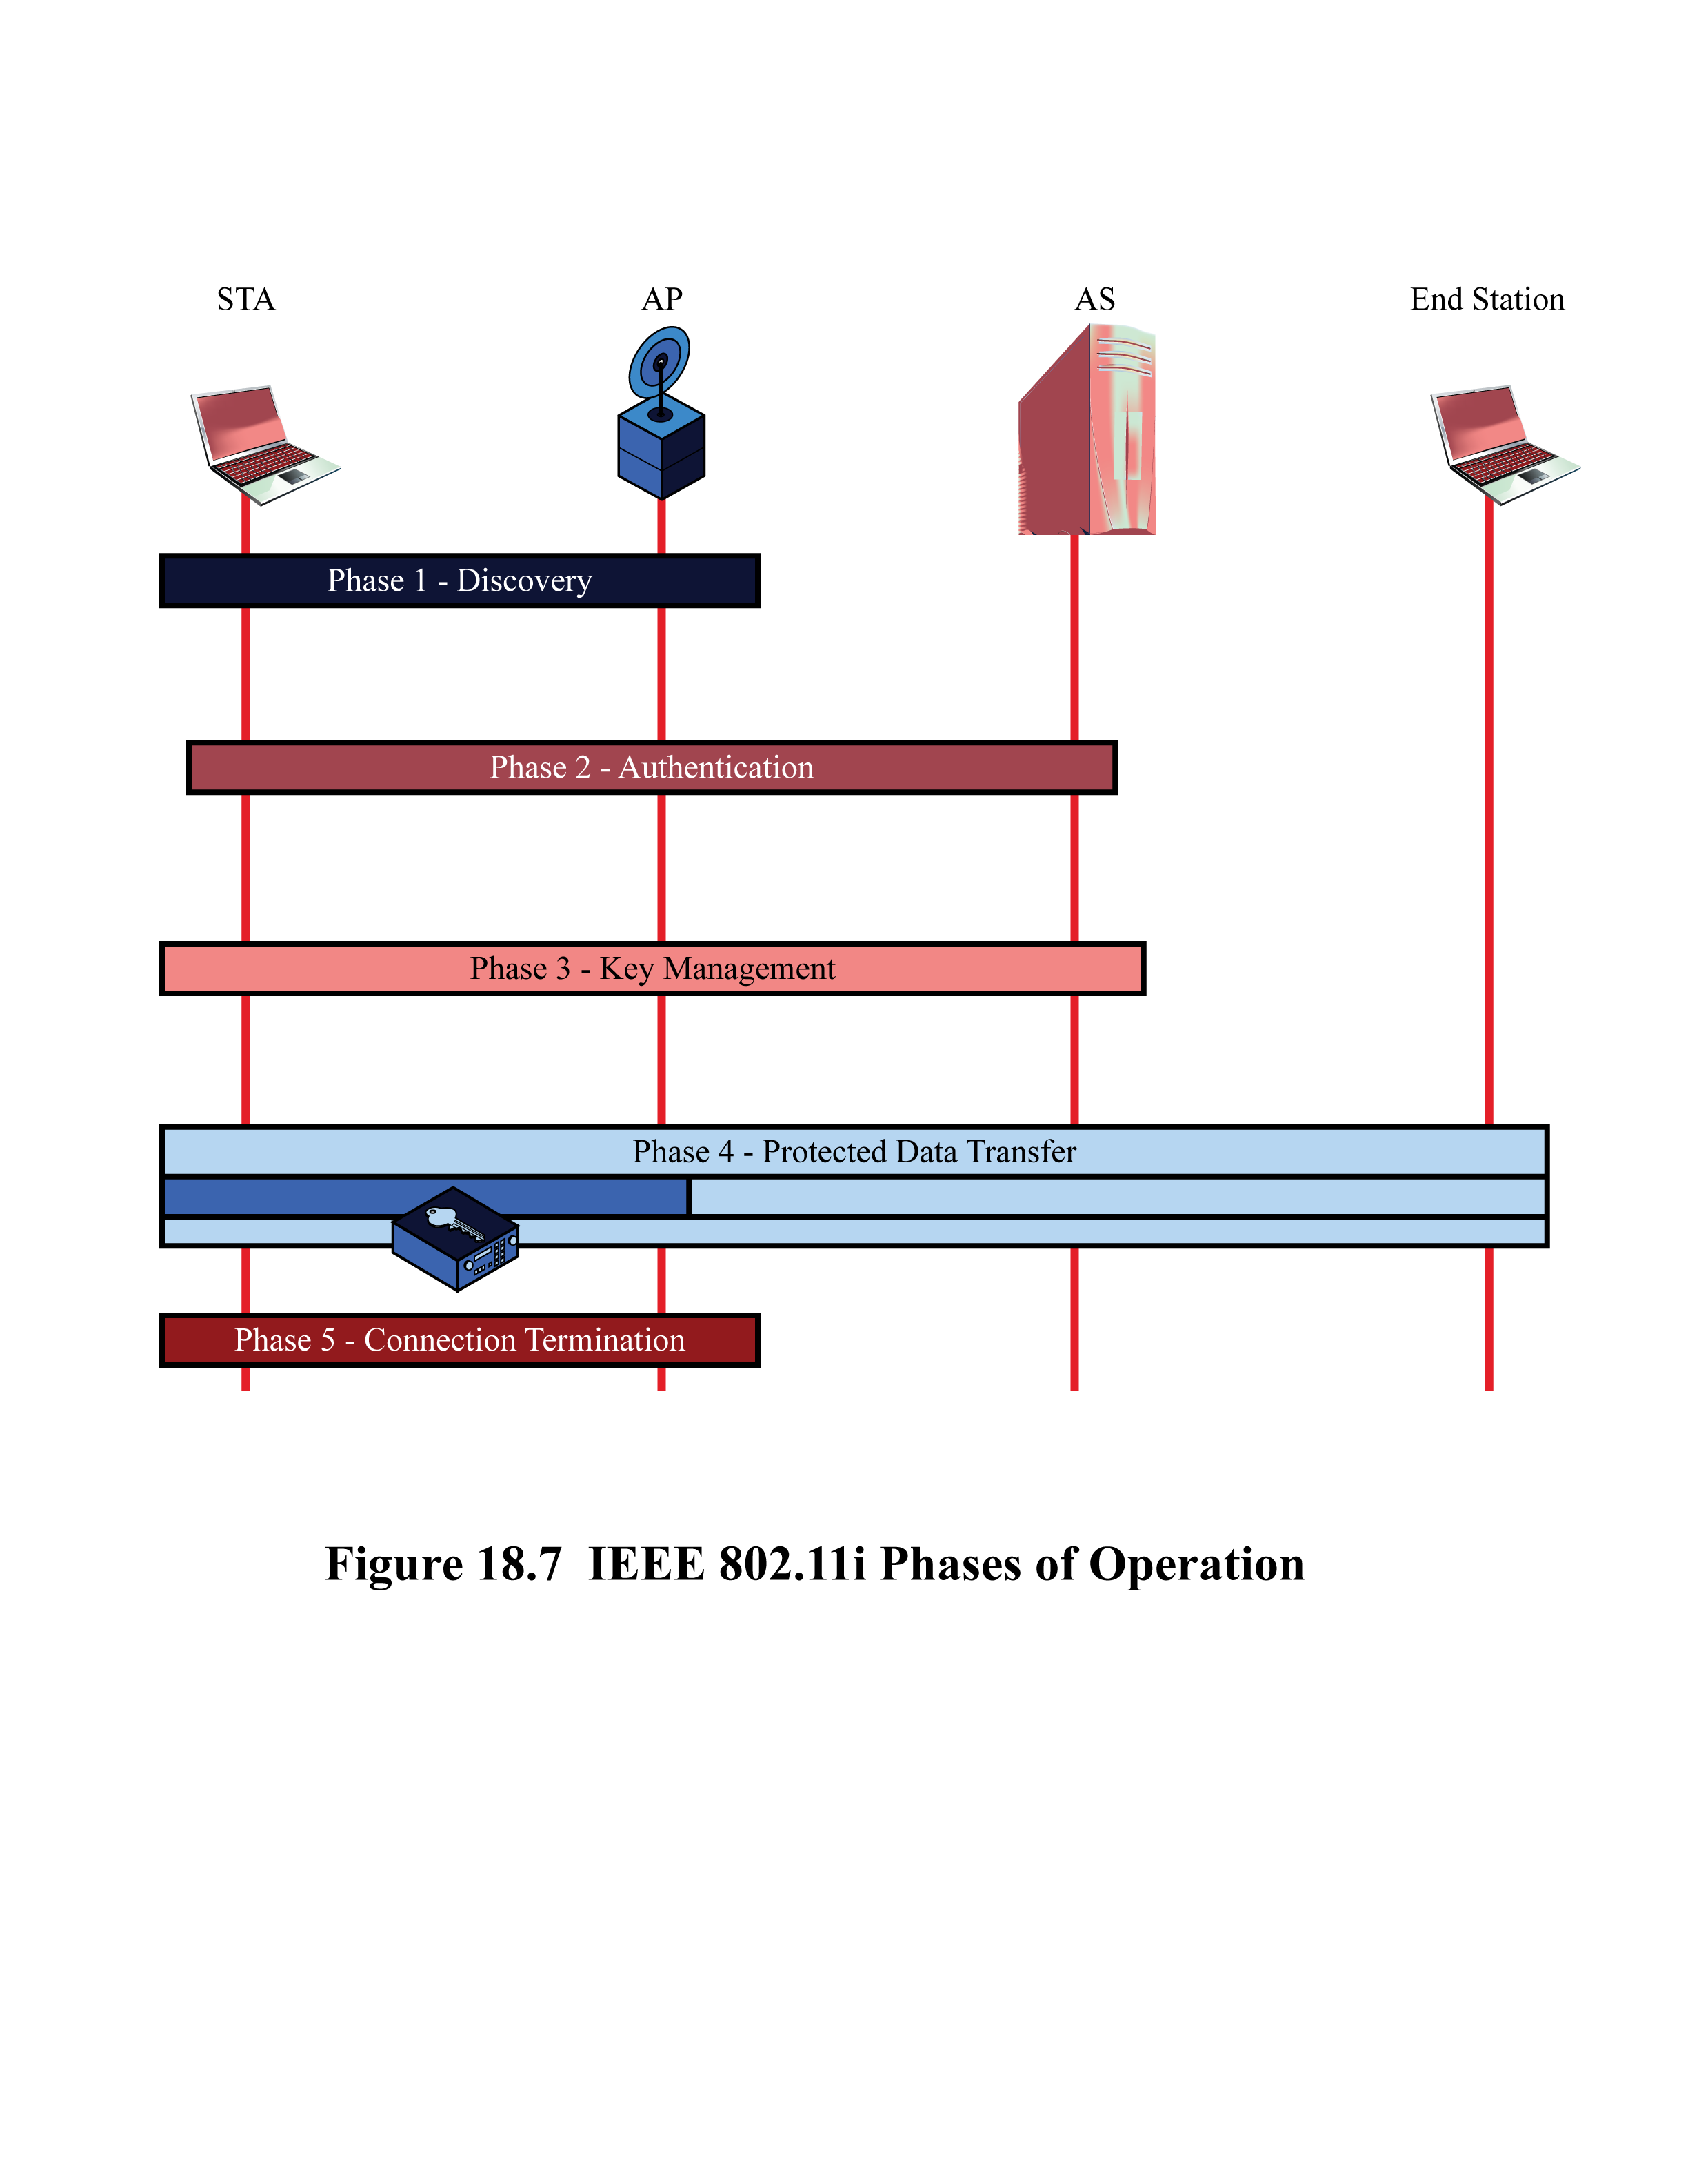 STA
AP
AS
End Station
Phase 1 - Discovery
Phase 2 - Authentication
Phase 3 - Key Management
Phase 4 - Protected Data Transfer
Phase 5 - Connection Termination
Figure 18.7  IEEE 802.11i Phases of Operation